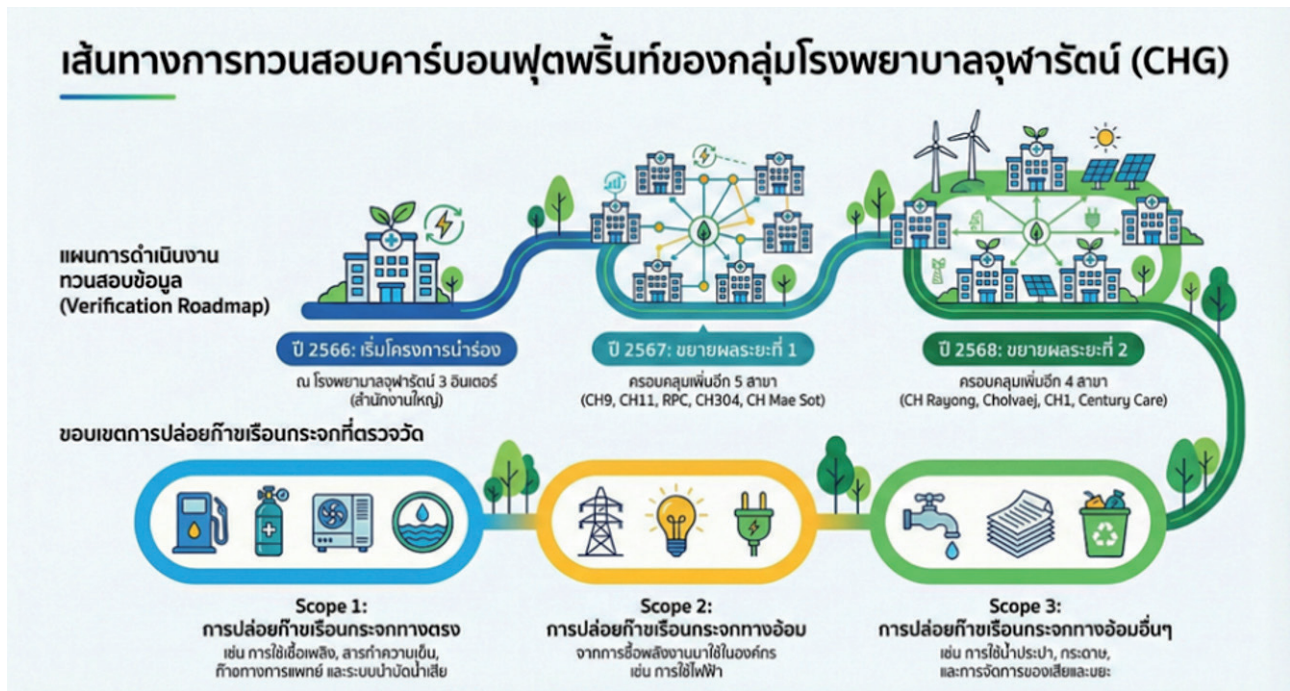 เส้นทางการทวนสอบคาร์บอนฟุตพริ้นท์ของกลุ่มโรงพยาบาลจุฬารัตน์ (CHG)
แผนการดำเนินงาน
ทวนสอบข้อมูล
(Verification Roadmap)
ปี 2566: เริ่มโครงการนำร่อง
ณ โรงพยาบาลจุฬารัตน์ 3 อินเตอร์
(สำนักงานใหญ่)
ปี 2567: ขยายผลระยะที่ 1
ครอบคลุมเพิ่มอีก 5 สาขา
(CH9, CH11, RPC, CH304, CH Mae Sot)
ปี 2568: ขยายผลระยะที่ 2
ครอบคลุมเพิ่มอีก 4 สาขา
(CH Rayong, Cholvaej, CH1, Century Care)
ขอบเขตการปล่อยก๊าซเรือนกระจกที่ตรวจวัด
Scope 1:
การปล่อยก๊าซเรือนกระจกทางตรง
เช่น การใช้เชื้อเพลิง, สารทำความเย็น,
ก๊าซทางการแพทย์ และระบบบำบัดน้ำเสีย
Scope 2:
การปล่อยก๊าซเรือนกระจกทางอ้อม
จากการซื้อพลังงานมาใช้ในองค์กร
เช่น การใช้ไฟฟ้า
Scope 3:
การปล่อยก๊าซเรือนกระจกทางอ้อมอื่นๆ
เช่น การใช้น้ำประปา, กระดาษ,
และการจัดการของเสียและขยะ